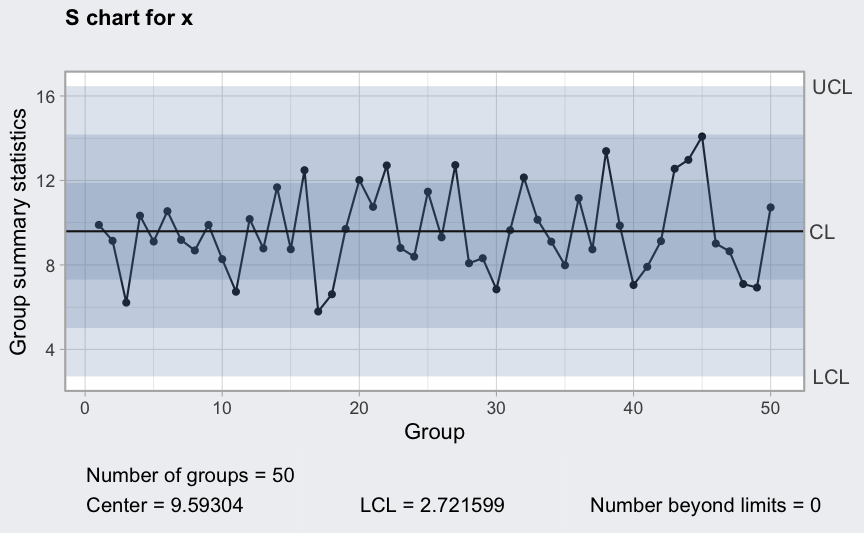 S chart for x
Group summary statistics
16
12
8
4
UCL
CL
LCL
0 10 20 30 40 50
Group
Number of groups = 50
Center = 9.59304 LCL = 2.721599 Number beyond limits = 0